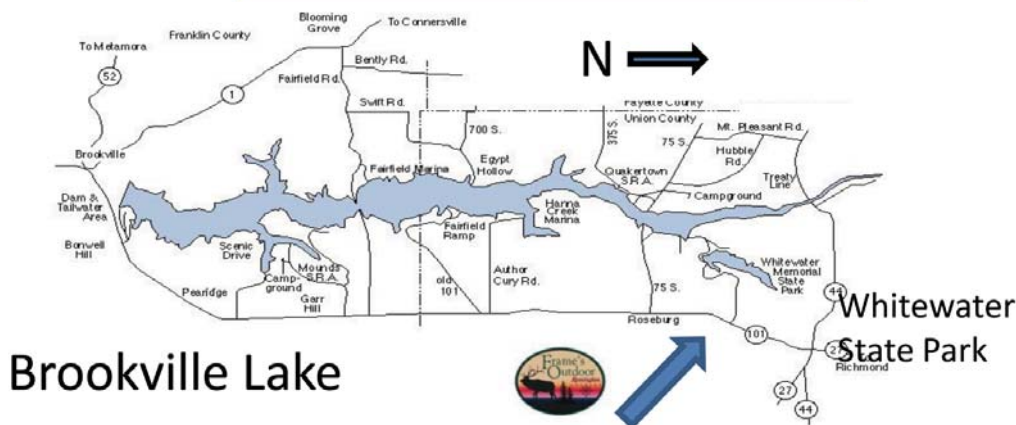 Blooming
Grove
To Connersville
Franklin County
To Metamora
52
1
Fairfield Rd.
Bently Rd.
N
Swift Rd.
Fayette County
Union County
700 S.
375 S.
75 S.
Mt. Pleasant Rd.
Hubble
Rd.
Brookville
Fairfield Marina
Egypt
Hollow
Quakertown
S.R.A.
Treaty
Line
Campground
Dam &
Tailwater
Area
Hanna
Creek
Marina
Bonwell
Hill
Scenic
Drive
Fairfield
Ramp
Mounds
S.R.A.
Camp-
ground
Garr
Hill
Pearidge
old
101
Author
Cury Rd.
75 S.
Whitewater
Memorial
State
Park
44
Roseburg
101
27
Richmond
Whitewater
State Park
Brookville Lake
Frame's
Outdoor
27
44